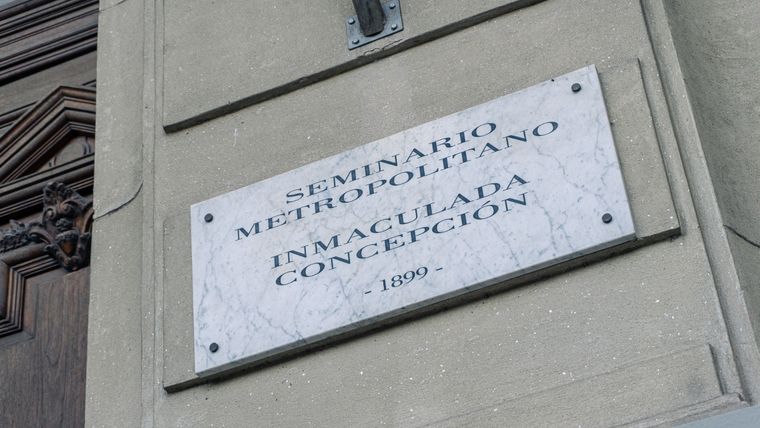 SEMINARIO
METROPOLITANO
INMACULADA
CONCEPCIÓN
- 1899 -